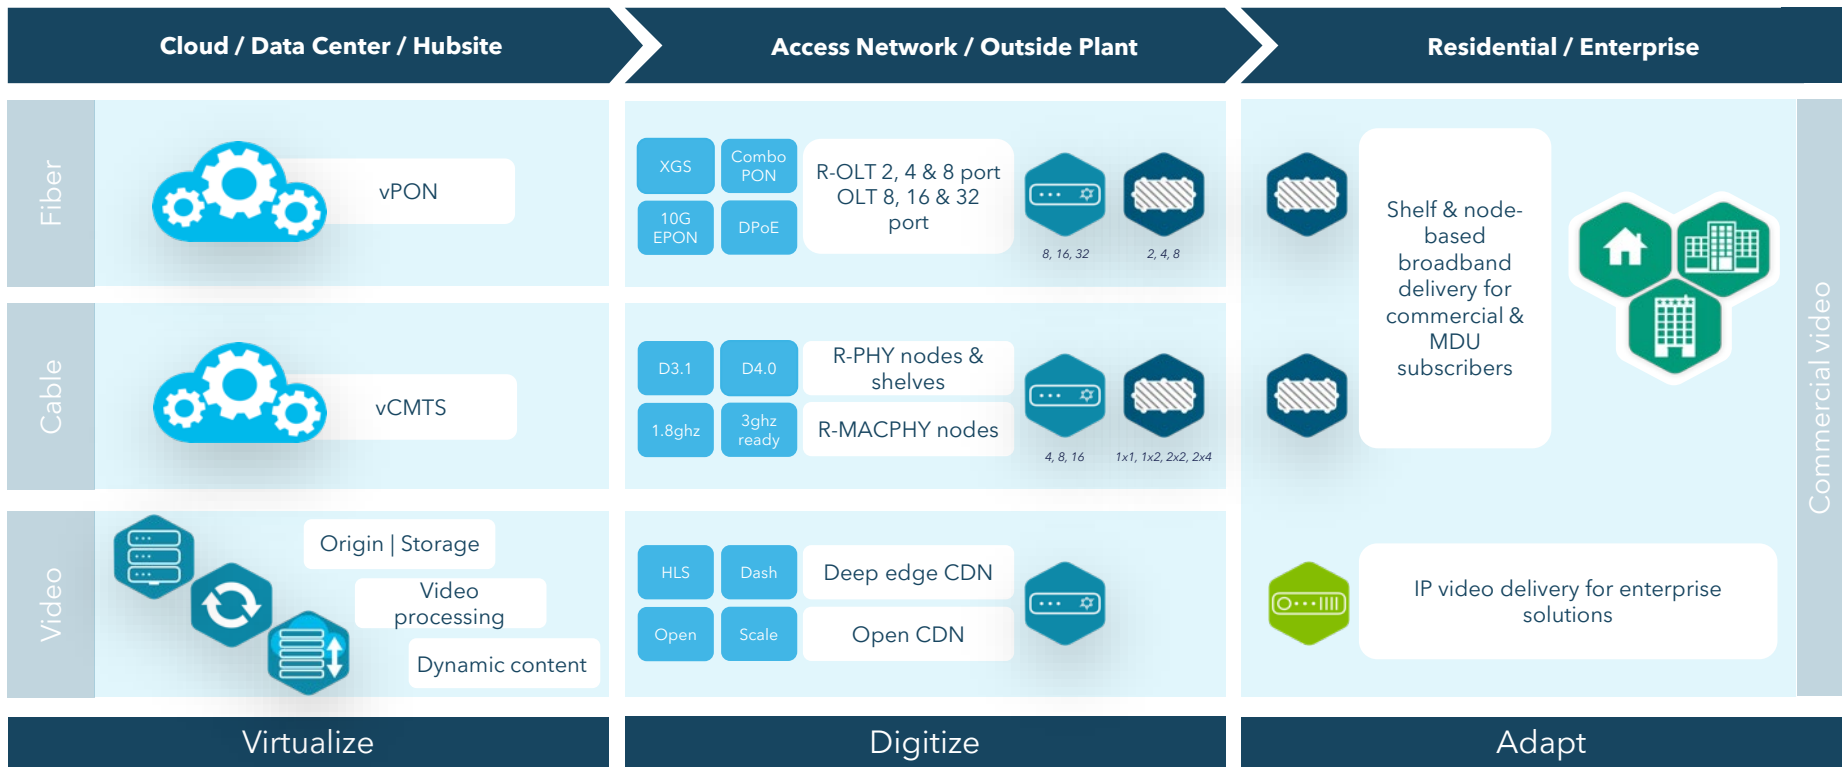 Cloud / Data Center / Hubsite
Access Network / Outside Plant
Residential / Enterprise
Fiber
vPON
XGS
Combo
PON
10G
EPON
DPoE
R-OLT 2, 4 & 8 port
OLT 8, 16 & 32
port
8, 16, 32
2, 4, 8
Shelf & node-
based
broadband
delivery for
commercial &
MDU
subscribers
Cable
vCMTS
D3.1
D4.0
1.8ghz
3ghz
ready
R-PHY nodes &
shelves
R-MACPHY nodes
4, 8, 16
1x1, 1x2, 2x2, 2x4
Commercial video
Video
Origin | Storage
Video
processing
Dynamic content
HLS
Dash
Open
Scale
Deep edge CDN
Open CDN
IP video delivery for enterprise
solutions
Virtualize
Digitize
Adapt